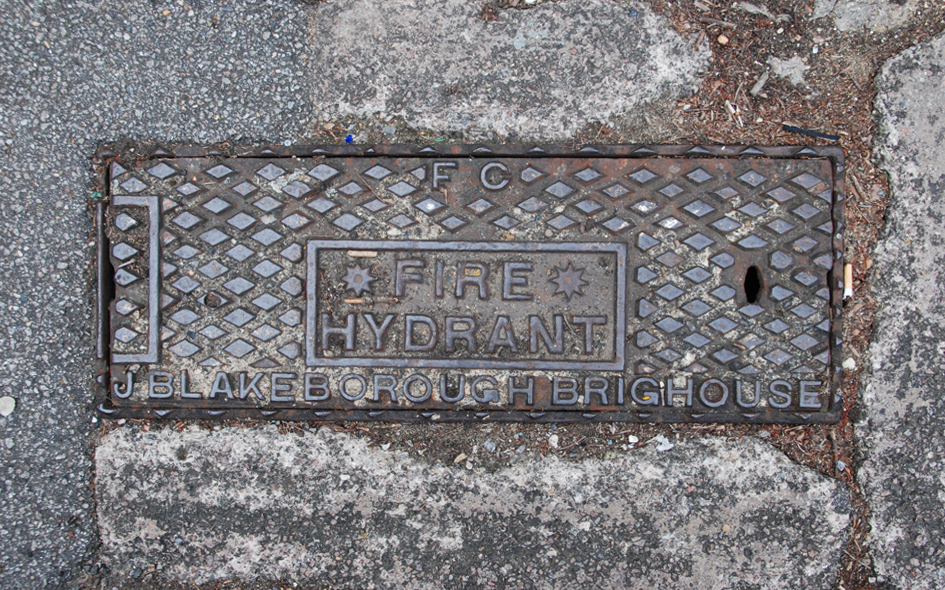 F C
FIRE
HYDRANT
J BLAKEBOROUGH BRIGHOUSE